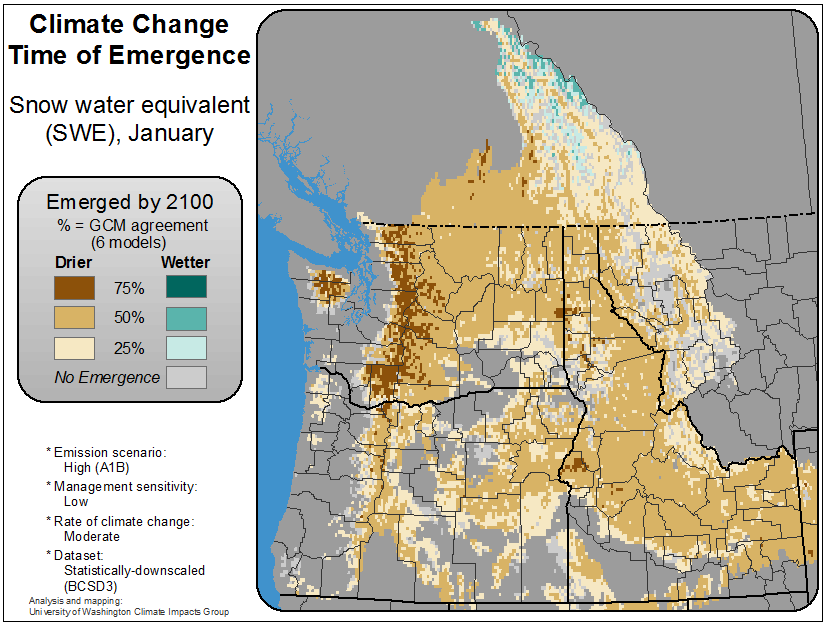 Climate Change
Time of Emergence
Snow water equivalent
(SWE), January
Emerged by 2100
% = GCM agreement
(6 models)
Drier Wetter
75%
50%
25%
No Emergence
* Emission scenario:
High (A1B)
* Management sensitivity:
Low
* Rate of climate change:
Moderate
* Dataset:
Statistically-downscaled
(BCSD3)
Analysis and mapping:
University of Washington Climate Impacts Group